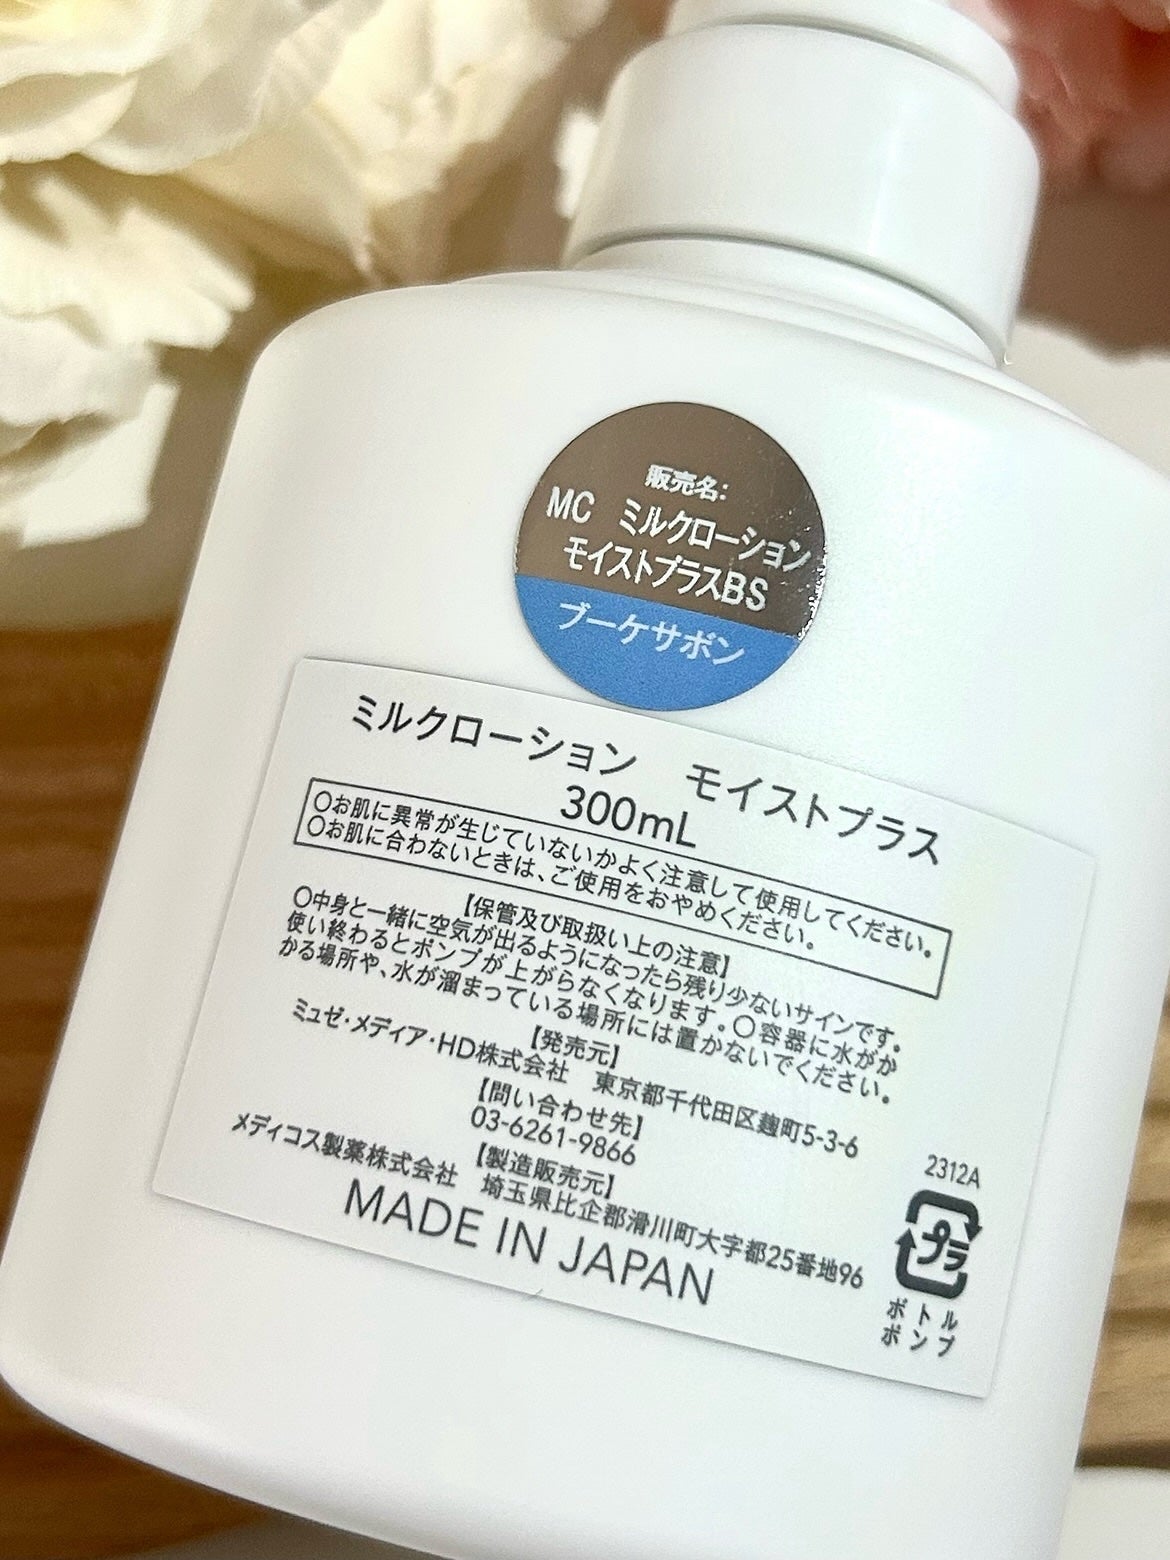 販売名:
MC ミルクローション
モイストプラスBS
ブーケサボン
ミルクローション モイストプラス
300mL
〇お肌に異常が生じていないかよく注意して使用してください。
〇お肌に合わないときは、ご使用をおやめください。
【保管及び取扱い上の注意】
〇中身と一緒に空気が出るようになったら残り少ないサインです。
使い終わるとポンプが上がらなくなります。〇容器に水がか
かる場所や、水が溜まっている場所には置かないでください。
【発売元】
ミュゼ・メディア・HD株式会社 東京都千代田区麹町5-3-6
【問い合わせ先】
03-6261-9866
【製造販売元】
メディコス製薬株式会社 埼玉県比企郡滑川町大字都25番地96
MADE IN JAPAN
2312A
プラ
ボトル
ポンプ